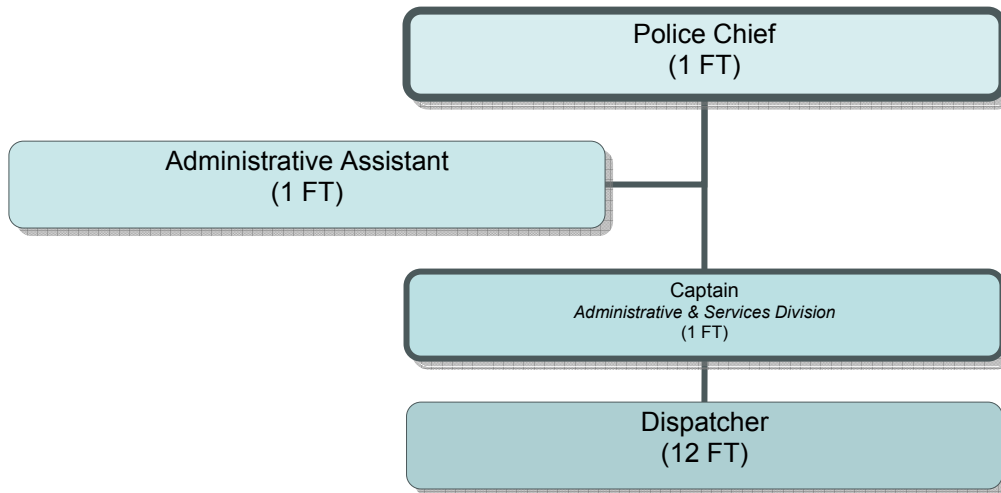 Police Chief
(1 FT)
Administrative Assistant
(1 FT)
Captain
Administrative & Services Division
(1 FT)
Dispatcher
(12 FT)